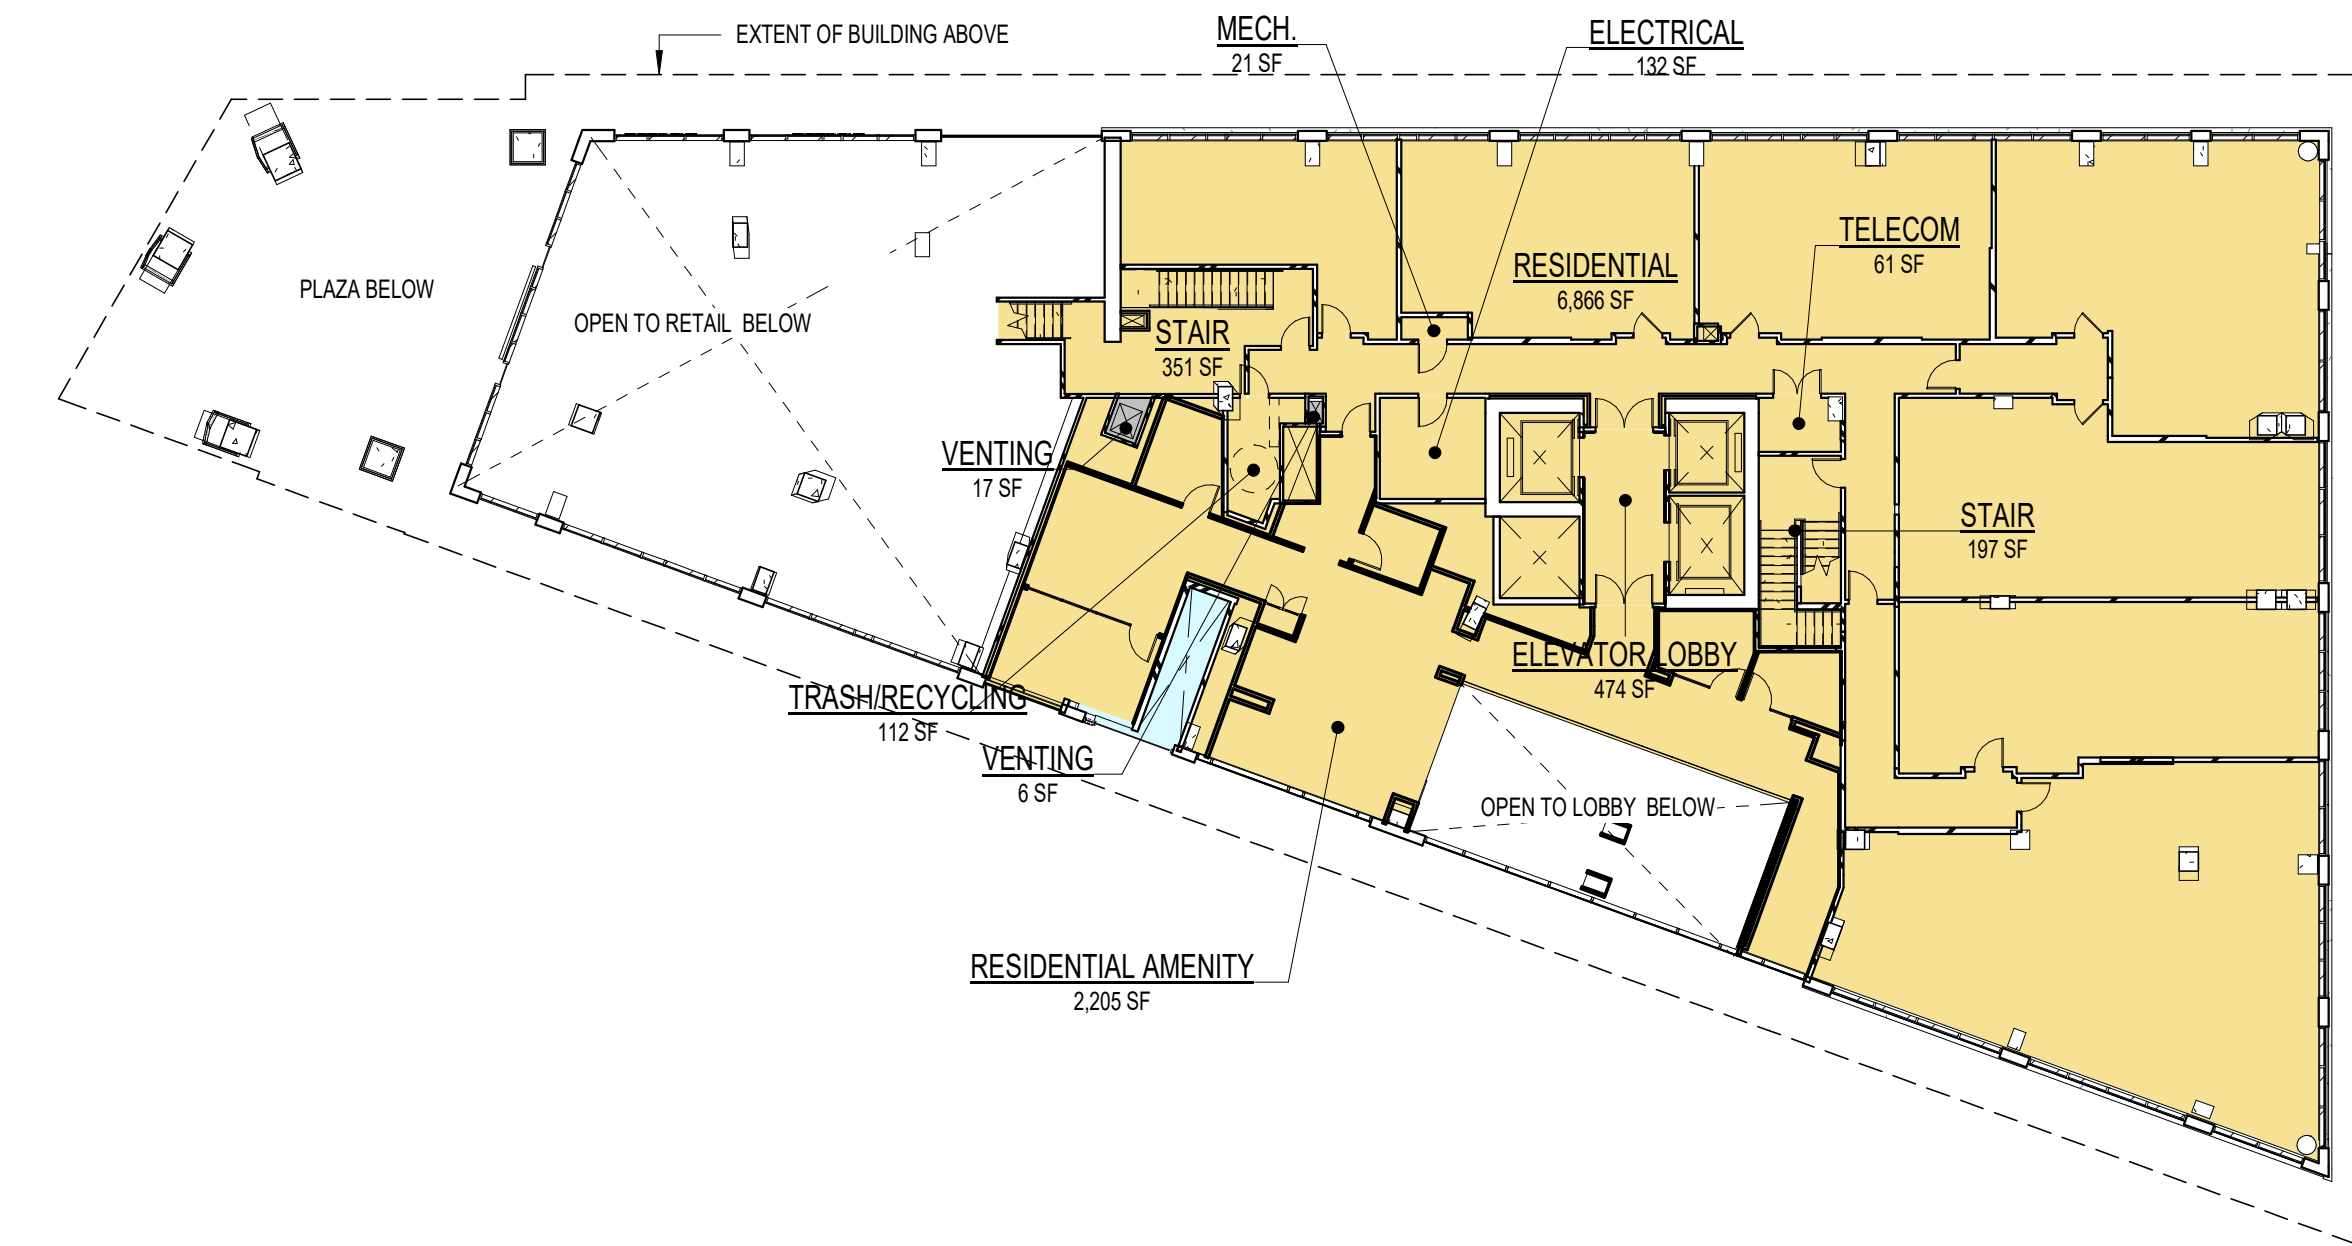 EXTENT OF BUILDING ABOVE
MECH.
21 SF
ELECTRICAL
132 SF
PLAZA BELOW
OPEN TO RETAIL BELOW
RESIDENTIAL
6,866 SF
TELECOM
61 SF
STAIR
351 SF
VENTING
17 SF
STAIR
197 SF
ELEVATOR LOBBY
474 SF
TRASH/RECYCLING
112 SF
VENTING
6 SF
OPEN TO LOBBY BELOW
RESIDENTIAL AMENITY
2,205 SF